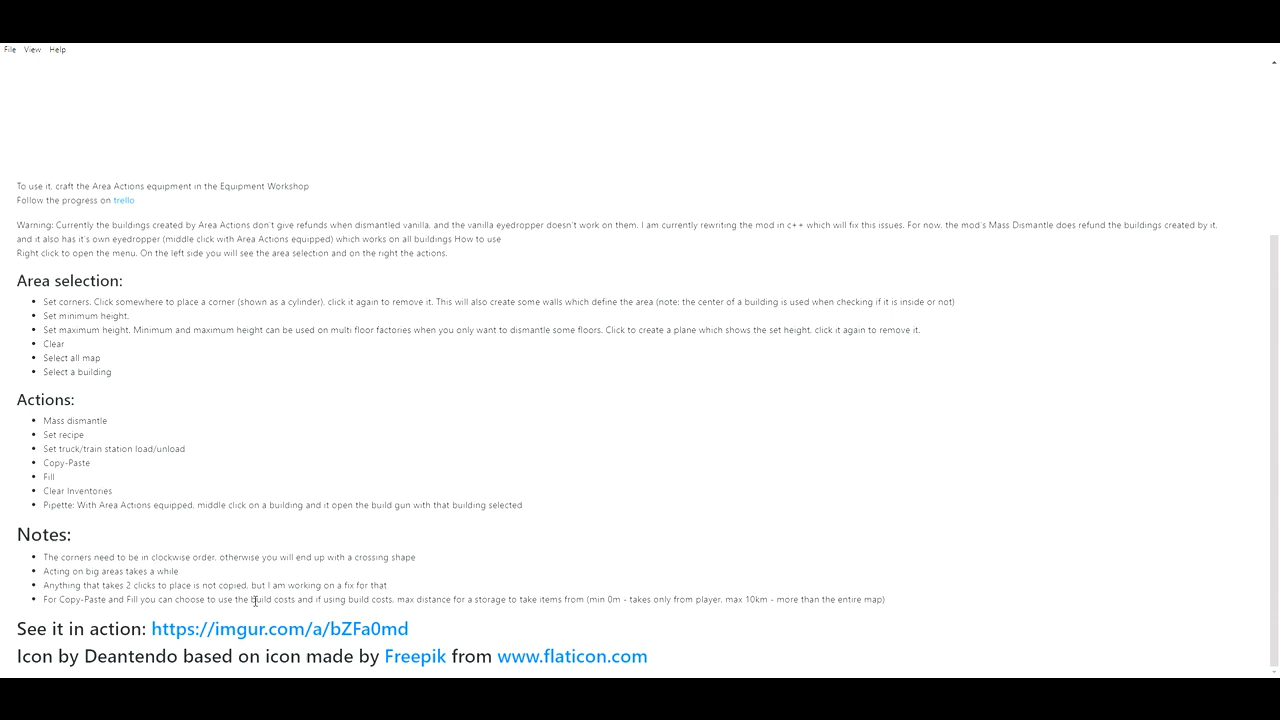 File View Help
To use it, craft the Area Actions equipment in the Equipment Workshop
Follow the progress on trello
Warning: Currently the buildings created by Area Actions don't give refunds when dismantled vanilla, and the vanilla eyedropper doesn't work on them. I am currently rewriting the mod in c++ which will fix this issues. For now, the mod's Mass Dismantle does refund the buildings created by it,
and it also has it's own eyedropper (middle click with Area Actions equipped) which works on all buildings How to use
Right click to open the menu. On the left side you will see the area selection and on the right the actions.
Area selection:
• Set corners. Click somewhere to place a corner (shown as a cylinder), click it again to remove it. This will also create some walls which define the area (note: the center of a building is used when checking if it is inside or not)
• Set minimum height.
• Set maximum height. Minimum and maximum height can be used on multi floor factories when you only want to dismantle some floors. Click to create a plane which shows the set height, click it again to remove it.
• Clear
• Select all map
• Select a building
Actions:
• Mass dismantle
• Set recipe
• Set truck/train station load/unload
• Copy-Paste
• Fill
• Clear Inventories
• Pipette: With Area Actions equipped, middle click on a building and it open the build gun with that building selected
Notes:
• The corners need to be in clockwise order, otherwise you will end up with a crossing shape
• Acting on big areas takes a while
• Anything that takes 2 clicks to place is not copied, but I am working on a fix for that
• For Copy-Paste and Fill you can choose to use the build costs and if using build costs, max distance for a storage to take items from (min 0m - takes only from player, max 10km - more than the entire map)
See it in action: https://imgur.com/a/bZFa0md
Icon by Deantendo based on icon made by Freepik from www.flaticon.com